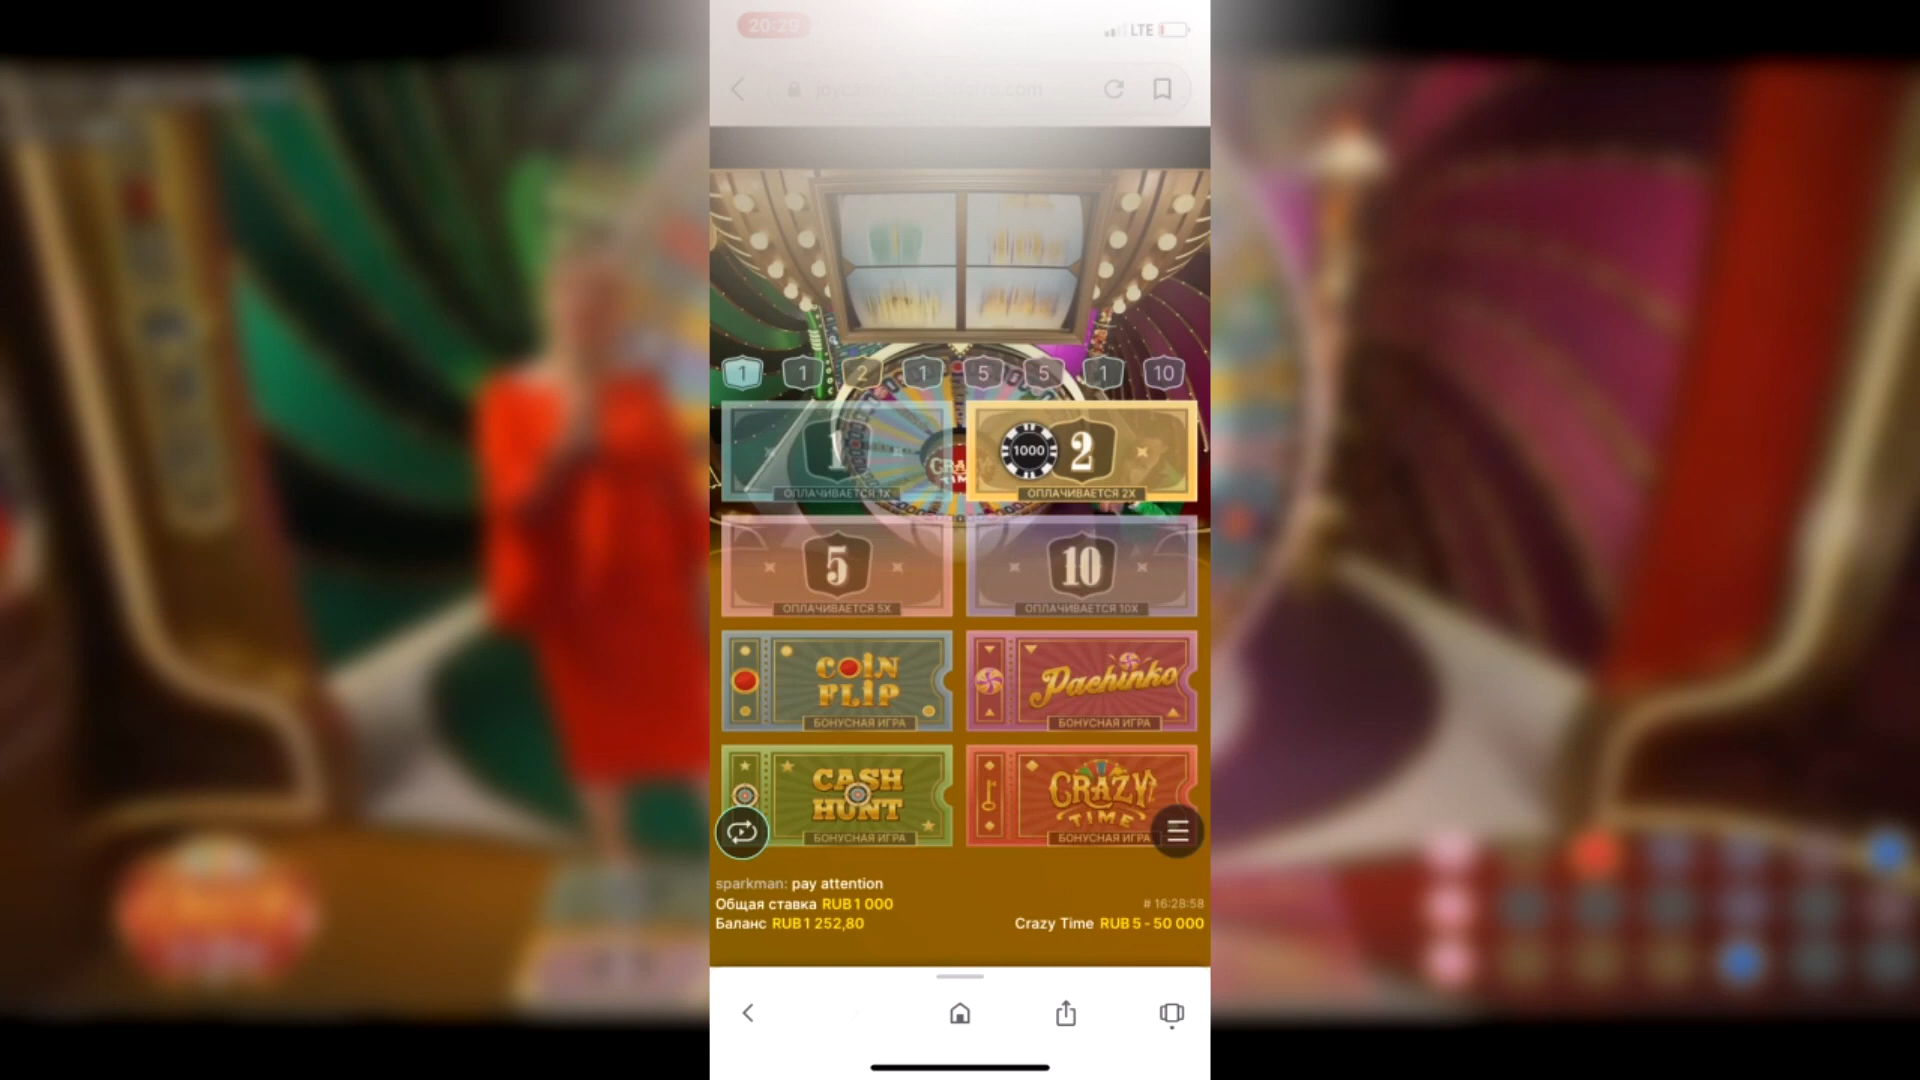 20:29
LTE
1 1 2 1 5 5 1 10
1
ОПЛАЧИВАЕТСЯ 1X
1000 2
ОПЛАЧИВАЕТСЯ 2X
5
ОПЛАЧИВАЕТСЯ 5X
10
ОПЛАЧИВАЕТСЯ 10X
COIN
FLIP
БОНУСНАЯ ИГРА
Pachinko
БОНУСНАЯ ИГРА
CASH
HUNT
БОНУСНАЯ ИГРА
CRAZY
TIME
БОНУСНАЯ ИГРА
sparkman: pay attention
Общая ставка RUB 1 000
# 16:28:58
Баланс RUB 1 252,80
Crazy Time RUB 5 - 50 000